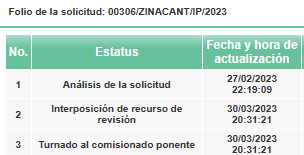 Folio de la solicitud: 00306/ZINACANT/IP/2023
No. Estatus Fecha y hora de actualización
1 Análisis de la solicitud 27/02/2023 22:19:09
2 Interposición de recurso de revisión 30/03/2023 20:31:21
3 Turnado al comisionado ponente 30/03/2023 20:31:21